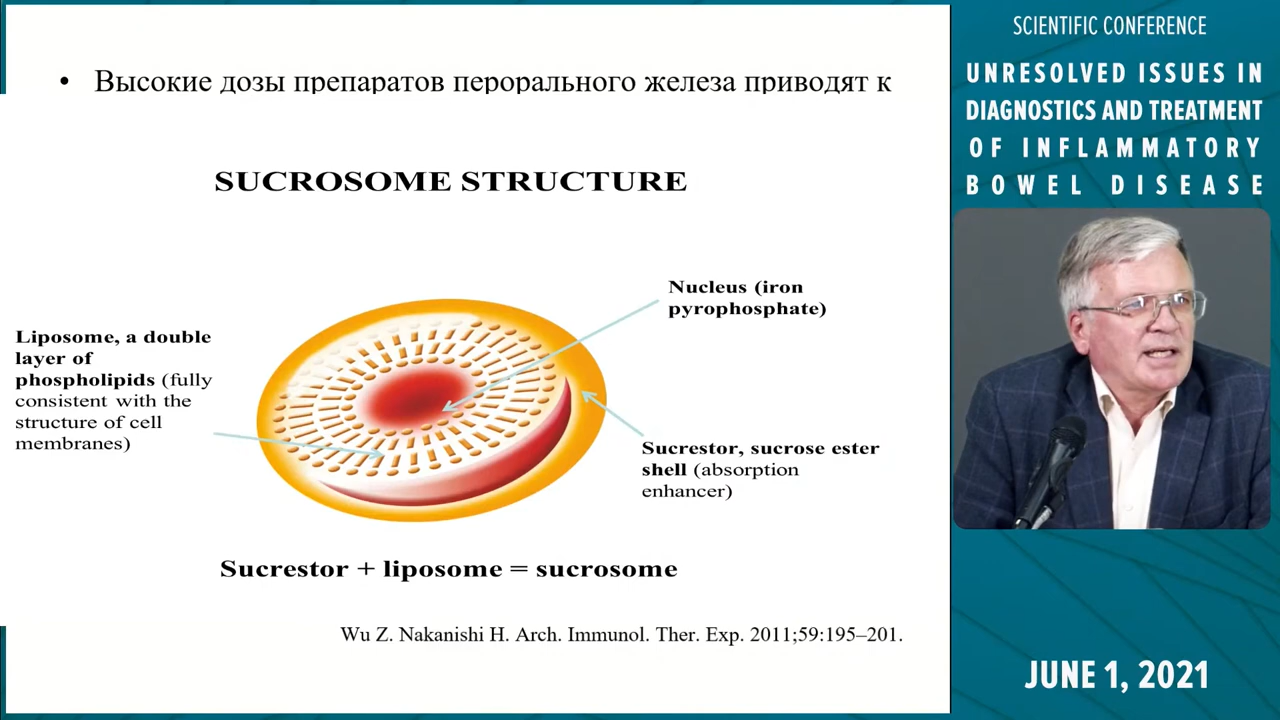 • Высокие дозы препаратов перорального железа приводят к
SUCROSOME STRUCTURE
Liposome, a double
layer of
phospholipids (fully
consistent with the
structure of cell
membranes)
Nucleus (iron
pyrophosphate)
Sucrestor, sucrose ester
shell (absorption
enhancer)
Sucrestor + liposome = sucrosome
Wu Z. Nakanishi H. Arch. Immunol. Ther. Exp. 2011;59:195–201.
SCIENTIFIC CONFERENCE
UNRESOLVED ISSUES IN
DIAGNOSTICS AND TREATMENT
OF INFLAMMATORY
BOWEL DISEASE
JUNE 1, 2021